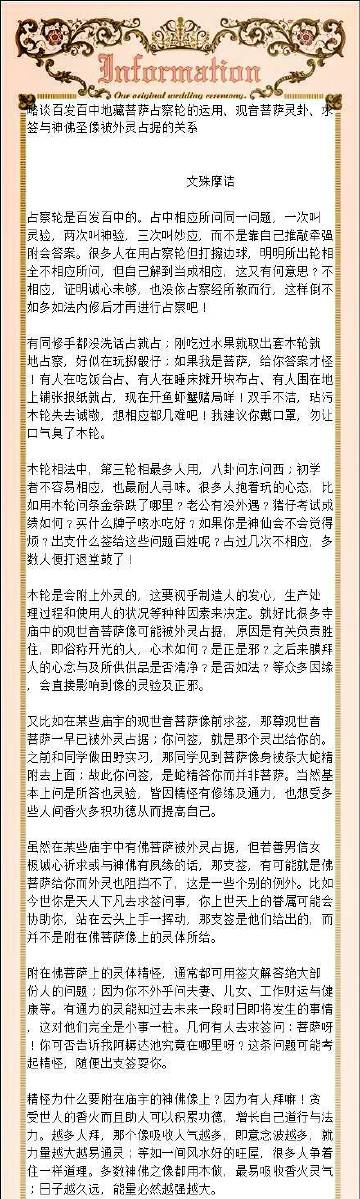 Information
Our original wedding ceremony.
略谈百发百中地藏菩萨占察轮的运用、观音菩萨灵卦、求
签与神佛圣像被外灵占据的关系
文殊摩诘
占察轮是百发百中的。占中相应所问同一问题，一次叫
灵验，两次叫神验，三次叫妙应，而不是靠自己推敲牵强
附会答案。很多人在用占察轮但打擦边球，明明所出轮相
全不相应所问，但自己解到当成相应，这又有何意思？不
相应，证明诚心未够，也没依占察经所教而行，这样倒不
如多如法内修后才再进行占察吧！
有同修手都没洗话占就占；刚吃过水果就取出套木轮就
地占察，好似在玩掷骰仔；如果我是菩萨，给你答案才怪
！有人在吃饭台占、有人在睡床摊开块布占、有人围在地
上铺张报纸就占，现在开鱼虾蟹赌局咩！双手不洁，玷污
木轮失去诚敬，想相应都几难吧！我建议你戴口罩，勿让
口气臭了木轮。
木轮相法中，第三轮相最多人用，八卦问东问西；初学
者不容易相应，也最耐人寻味。很多人抱着玩的心态，比
如用木轮问条金条跌了哪里？老公有没外遇？猪仔考试成
绩如何？买什么牌子咳水吃好？如果你是神仙会不会觉得
烦？出支什么签给这些问题百姓呢？占过几次不相应，多
数人便打退堂鼓了！
木轮是会附上外灵的，这要视乎制造人的发心，生产处
理过程和使用人的状况等种种因素来决定。就好比很多寺
庙中的观世音菩萨像可能被外灵占据，原因是有关负责胜
住，即俗称开光的人，心术如何？是正是邪？之后来膜拜
人的心念与及所供供品是否清净？是否如法？等众多因缘
，会直接影响到像的灵验及正邪。
又比如在某些庙宇的观世音菩萨像前求签，那尊观世音
菩萨一早已被外灵占据；你问签，就是那个灵出给你的。
之前和同学做田野实习，那同学见到菩萨像身被条大蛇精
附去上面；故此你问签，是蛇精答你而并非菩萨。当然基
本上问是所答也灵验，皆因精怪有修练及通力，也想受多
些人间香火多积功德从而提高自己。
虽然在某些庙宇中有佛菩萨被外灵占据，但若善男信女
极诚心祈求或与神佛有夙缘的话，那支签，有可能就是佛
菩萨给你而外灵也阻挡不了，这是一些个别的例外。比如
今世你是天人下凡去求签问事，你上世天上的眷属可能会
协助你，站在云头上手一挥动，那支签是他们给出的，而
并不是附在佛菩萨像上的灵体所给。
附在佛菩萨上的灵体精怪，通常都可用签文解答绝大部
份人的问题；因为你不外乎问夫妻、儿女、工作财运与健
康等。有通力的灵能知过去未来一段时日即将发生的事情
，这对他们完全是小事一桩。几何有人去求签问：菩萨呀
！你可否告诉我阿耨达池究竟在哪里呀？这条问题可能考
起精怪，随便出支签耍你。
精怪为什么要附在庙宇的神佛像上？因为有人拜嘛！贪
受世人的香火而且助人可以积累功德，增长自己道行与法
力。越多人拜，那个像吸收人气越多，即意念波越多，就
力量越大越易通灵；等如一间风水好的旺屋，很多人争着
住一样道理。多数神佛之像都用木做，最易吸收香火灵气
；日子越久远，能量必然越强越大。